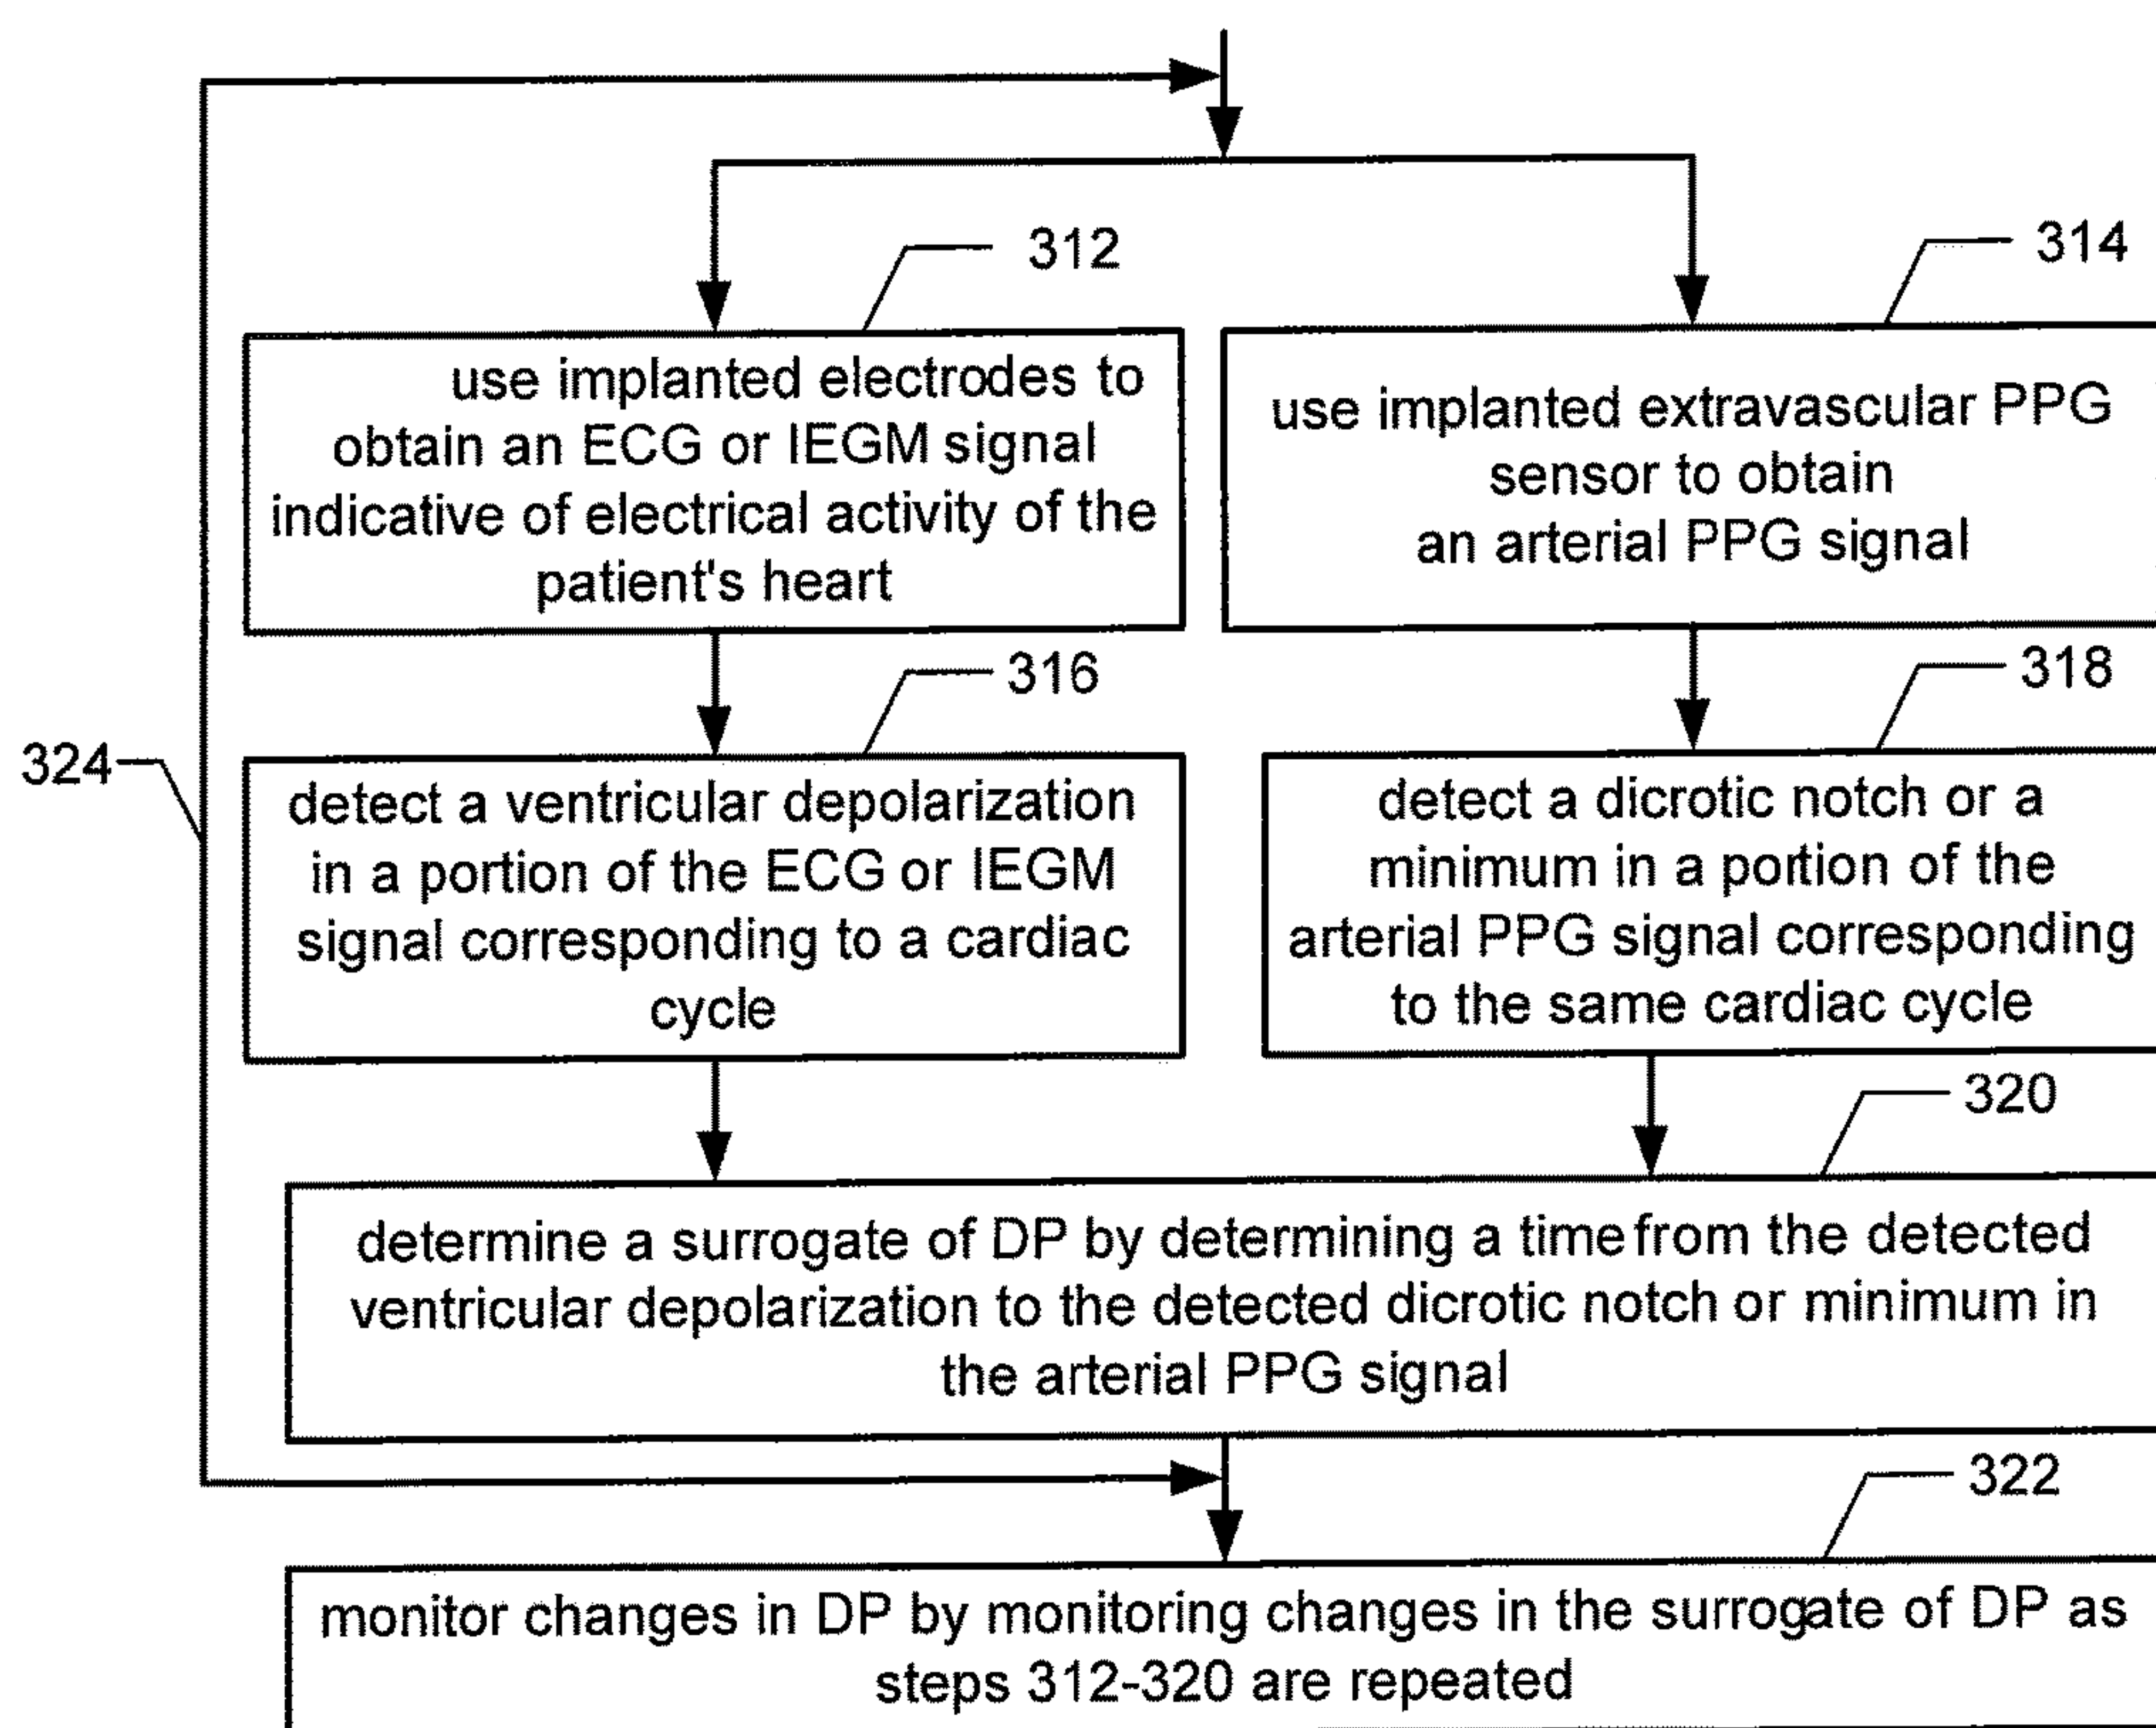 312
314
use implanted electrodes to
obtain an ECG or IEGM signal
indicative of electrical activity of the
patient's heart
use implanted extravascular PPG
sensor to obtain
an arterial PPG signal
316
318
324
detect a ventricular depolarization
in a portion of the ECG or IEGM
signal corresponding to a cardiac
cycle
detect a dicrotic notch or a
minimum in a portion of the
arterial PPG signal corresponding
to the same cardiac cycle
320
determine a surrogate of DP by determining a time from the detected
ventricular depolarization to the detected dicrotic notch or minimum in
the arterial PPG signal
322
monitor changes in DP by monitoring changes in the surrogate of DP as
steps 312-320 are repeated